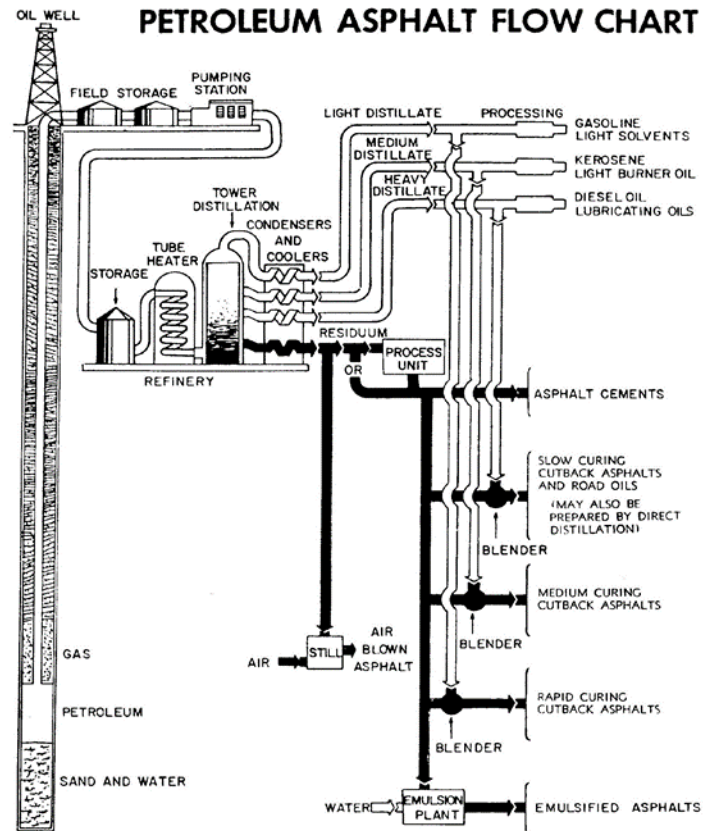 OIL WELL
PETROLEUM ASPHALT FLOW CHART
FIELD STORAGE
PUMPING
STATION
LIGHT DISTILLATE
PROCESSING
GASOLINE
LIGHT SOLVENTS
MEDIUM
DISTILLATE
KEROSENE
LIGHT BURNER OIL
HEAVY
DISTILLATE
DIESEL OIL
LUBRICATING OILS
TOWER
DISTILLATION
CONDENSERS
AND
COOLERS
TUBE
HEATER
STORAGE
REFINERY
RESIDUUM
OR
PROCESS
UNIT
ASPHALT CEMENTS
SLOW CURING
CUTBACK ASPHALTS
AND ROAD OILS
(MAY ALSO BE
PREPARED BY DIRECT
DISTILLATION)
BLENDER
MEDIUM CURING
CUTBACK ASPHALTS
BLENDER
AIR
STILL
AIR
BLOWN
ASPHALT
RAPID CURING
CUTBACK ASPHALTS
BLENDER
GAS
PETROLEUM
SAND AND WATER
WATER
EMULSION
PLANT
EMULSIFIED ASPHALTS